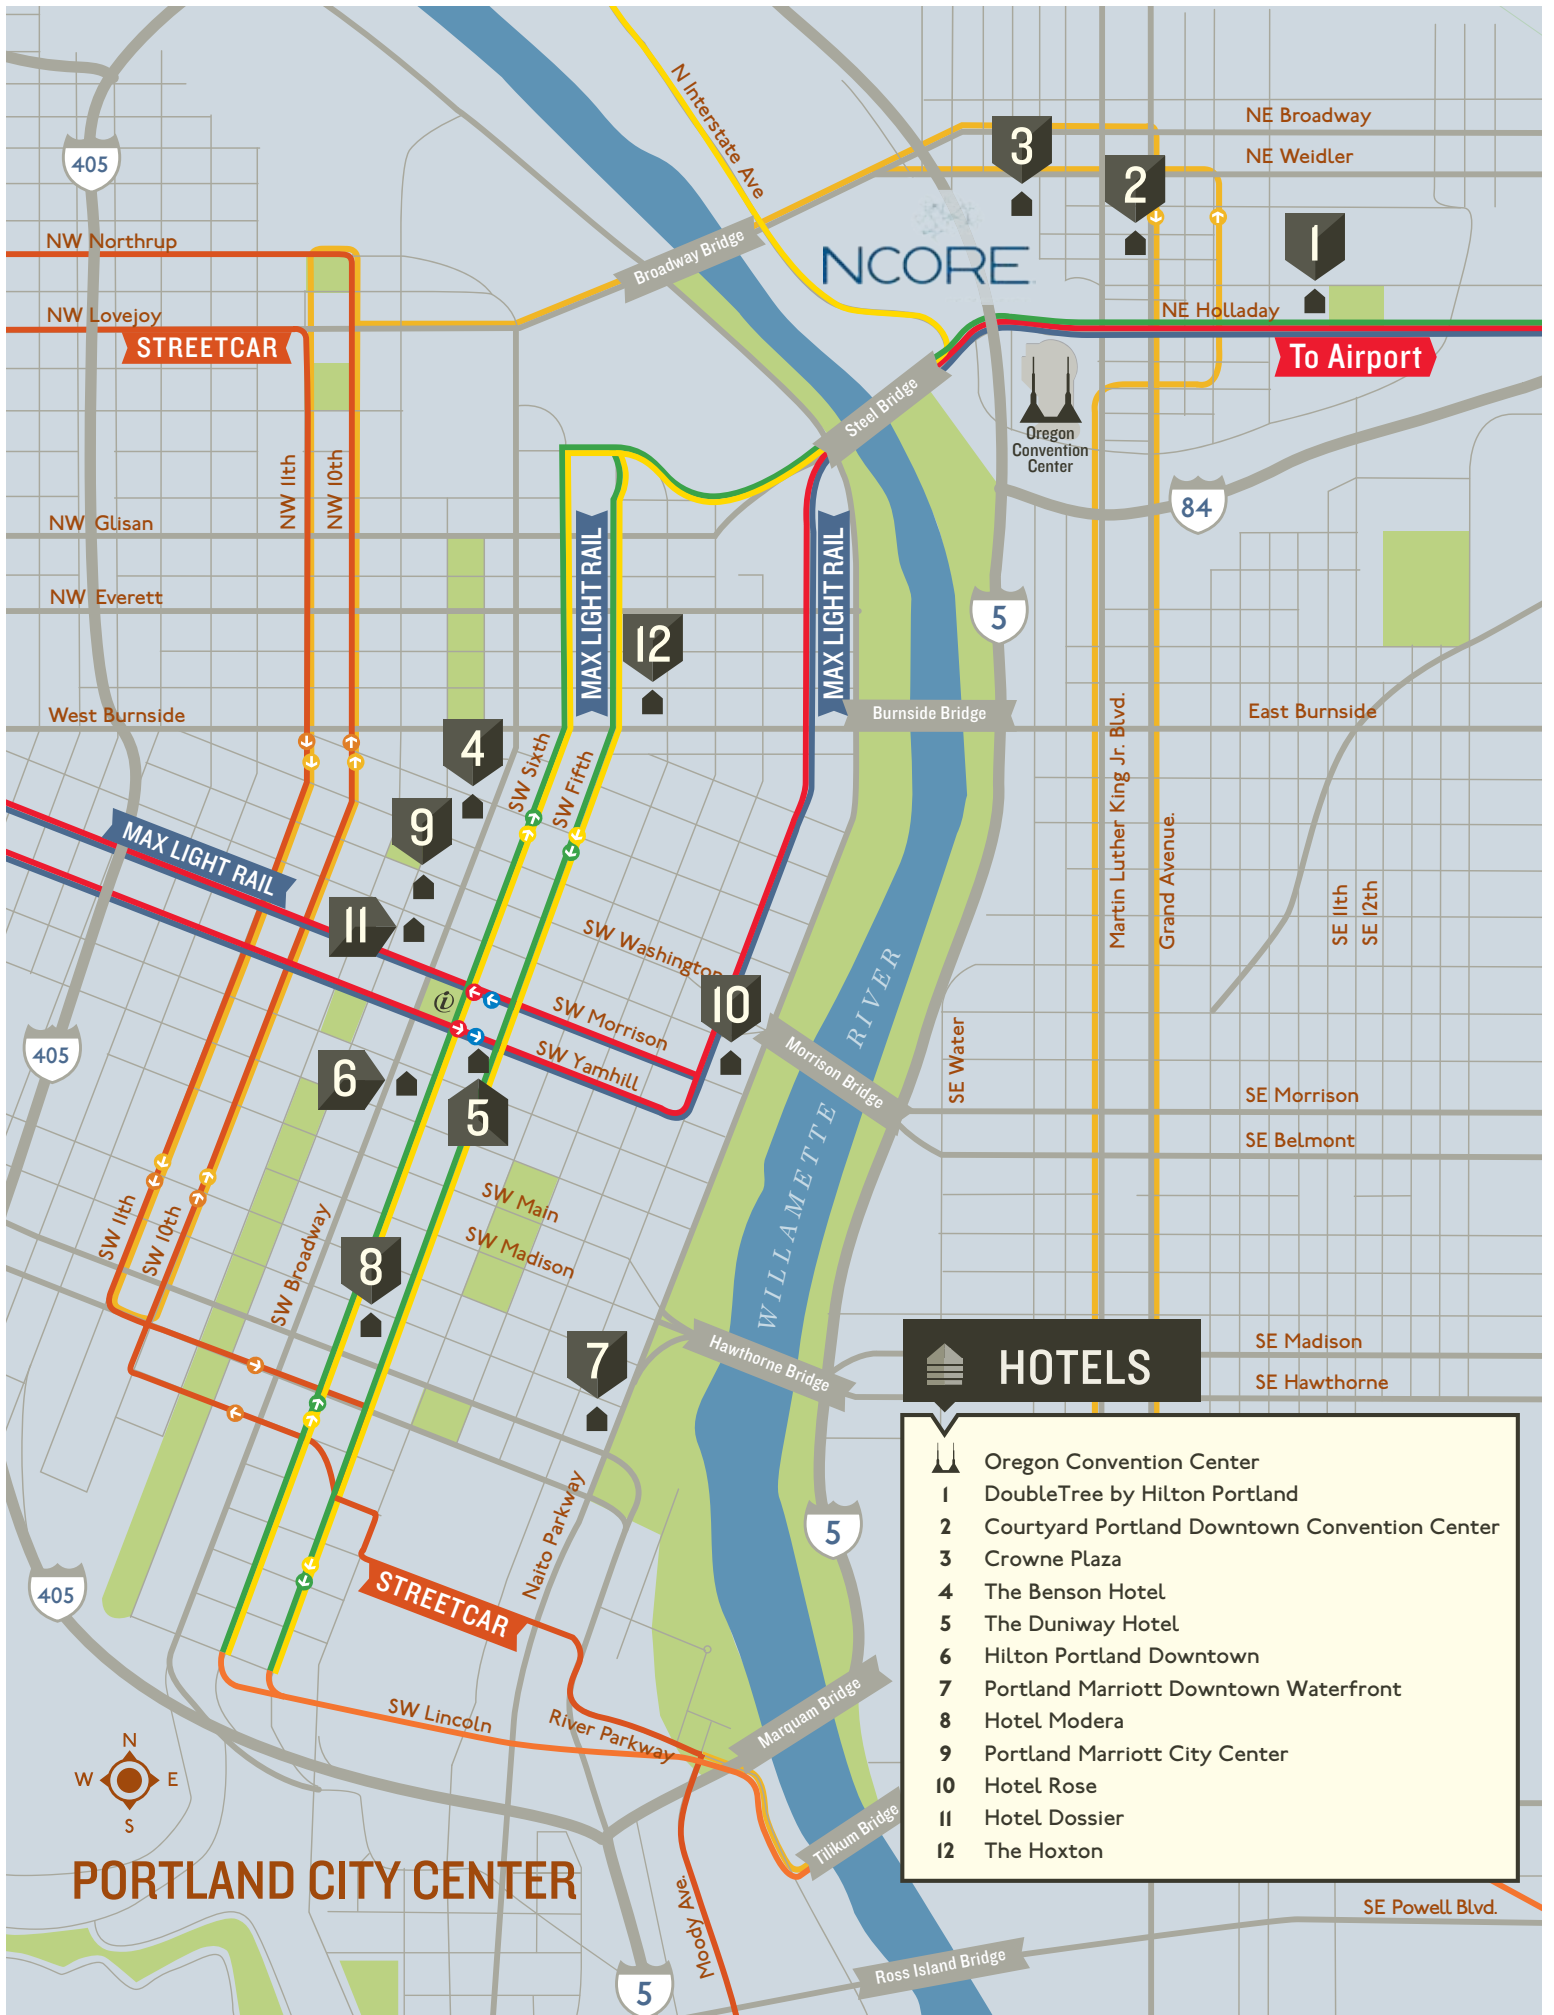 N Interstate Ave
NE Broadway
NE Weidler
405
3
2
1
NW Northrup
Broadway Bridge
NCORE
NW Lovejoy
STREETCAR
NE Holladay
To Airport
Steel Bridge
Oregon
Convention
Center
NW 11th
NW 10th
84
NW Glisan
MAX LIGHT RAIL
MAX LIGHT RAIL
NW Everett
5
12
West Burnside
Burnside Bridge
East Burnside
4
SW Sixth
SW Fifth
Martin Luther King Jr. Blvd.
Grand Avenue.
9
MAX LIGHT RAIL
SE 11th
SE 12th
11
SW Washington
i
10
SW Morrison
SW Yamhill
405
Morrison Bridge
WILLAMETTE RIVER
SE Water
6
5
SE Morrison
SE Belmont
SW Main
SW Madison
SW 11th
SW 10th
SW Broadway
8
7
Hawthorne Bridge
SE Madison
SE Hawthorne
HOTELS
Oregon Convention Center
1 DoubleTree by Hilton Portland
2 Courtyard Portland Downtown Convention Center
3 Crowne Plaza
4 The Benson Hotel
5 The Duniway Hotel
6 Hilton Portland Downtown
7 Portland Marriott Downtown Waterfront
8 Hotel Modera
9 Portland Marriott City Center
10 Hotel Rose
11 Hotel Dossier
12 The Hoxton
5
Naito Parkway
405
STREETCAR
SW Lincoln
River Parkway
Marquam Bridge
Tilikum Bridge
N
W
E
S
PORTLAND CITY CENTER
Moody Ave.
SE Powell Blvd.
Ross Island Bridge
5